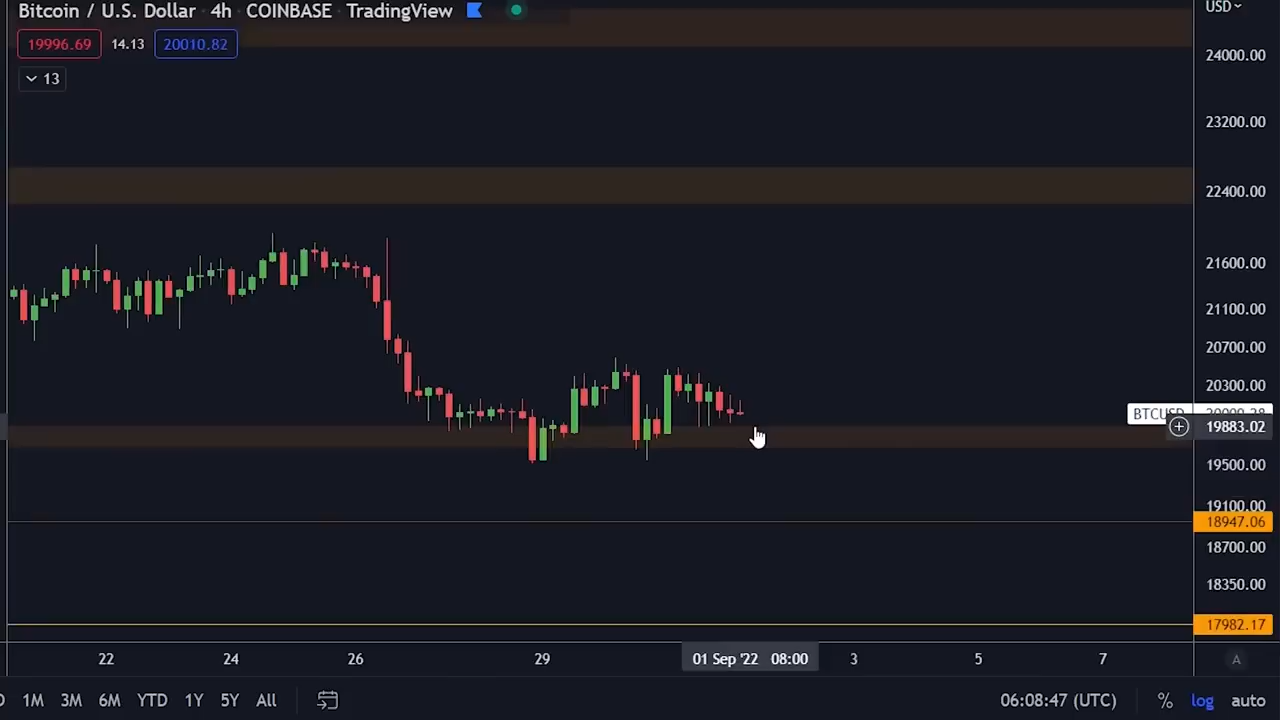 Bitcoin / U.S. Dollar · 4h · COINBASE · TradingView
USD
19996.69 14.13 20010.82
13
24000.00
23200.00
22400.00
21600.00
21100.00
20700.00
20300.00
BTCUSD
19883.02
19500.00
19100.00
18947.06
18700.00
18350.00
17982.17
22 24 26 29 01 Sep '22 08:00 3 5 7 A
1M 3M 6M YTD 1Y 5Y All 06:08:47 (UTC) % log auto